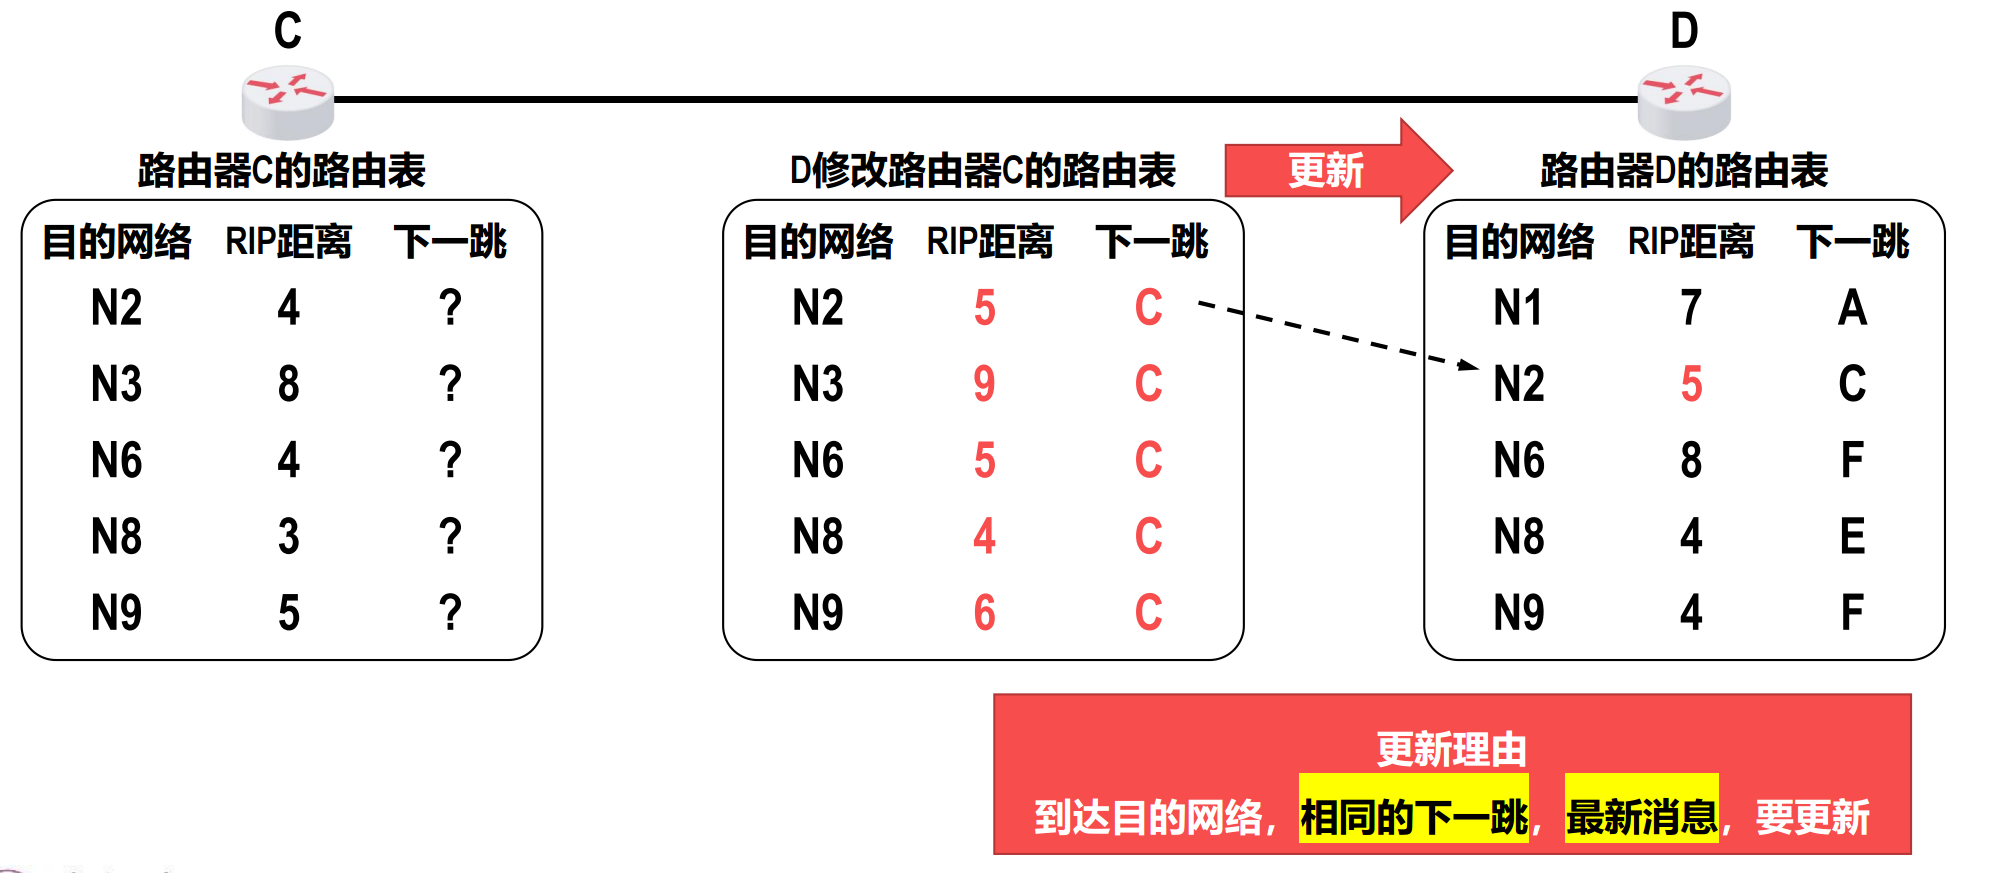 C
D
路由器C的路由表
D修改路由器C的路由表
更新
路由器D的路由表
目的网络 RIP距离 下一跳
N2 4 ?
N3 8 ?
N6 4 ?
N8 3 ?
N9 5 ?
目的网络 RIP距离 下一跳
N2 5 C
N3 9 C
N6 5 C
N8 4 C
N9 6 C
目的网络 RIP距离 下一跳
N1 7 A
N2 5 C
N6 8 F
N8 4 E
N9 4 F
更新理由
到达目的网络，相同的下一跳，最新消息，要更新